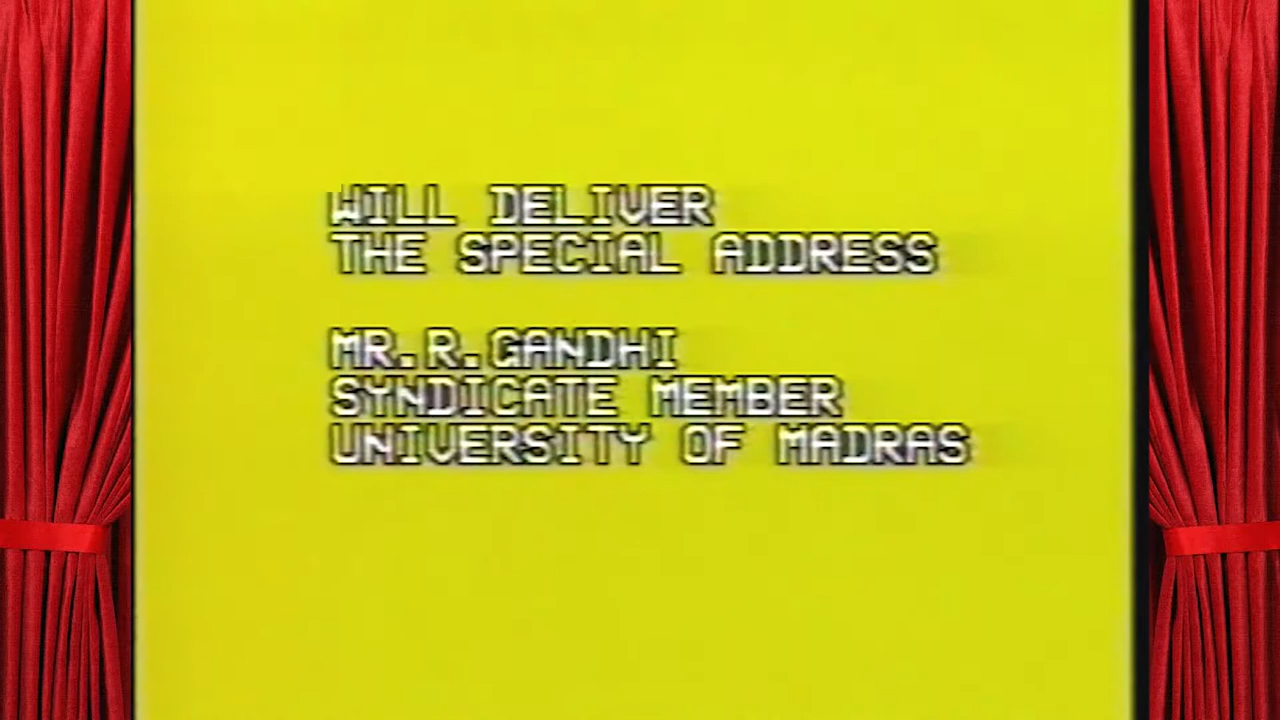 WILL DELIVER
THE SPECIAL ADDRESS
MR.R.GANDHI
SYNDICATE MEMBER
UNIVERSITY OF MADRAS